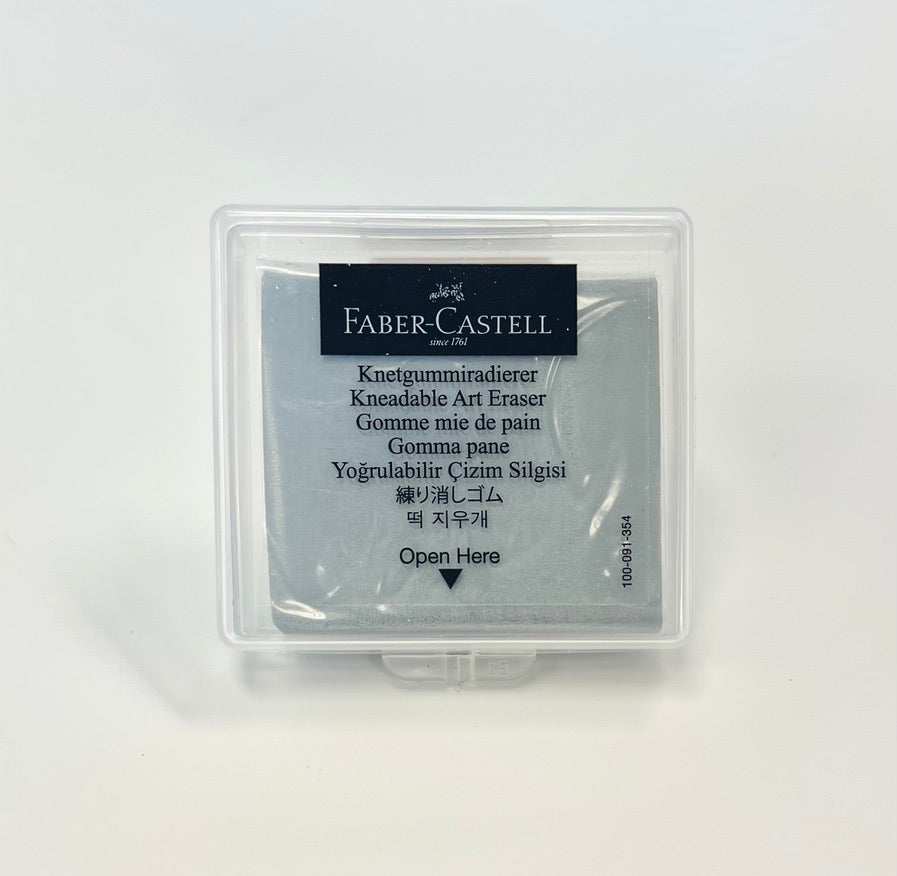 FABER-CASTELL
since 1761
Knetgummiradierer
Kneadable Art Eraser
Gomme mie de pain
Gomma pane
Yoğrulabilir Çizim Silgisi
練り消しゴム
떡 지우개
Open Here
100-091-354